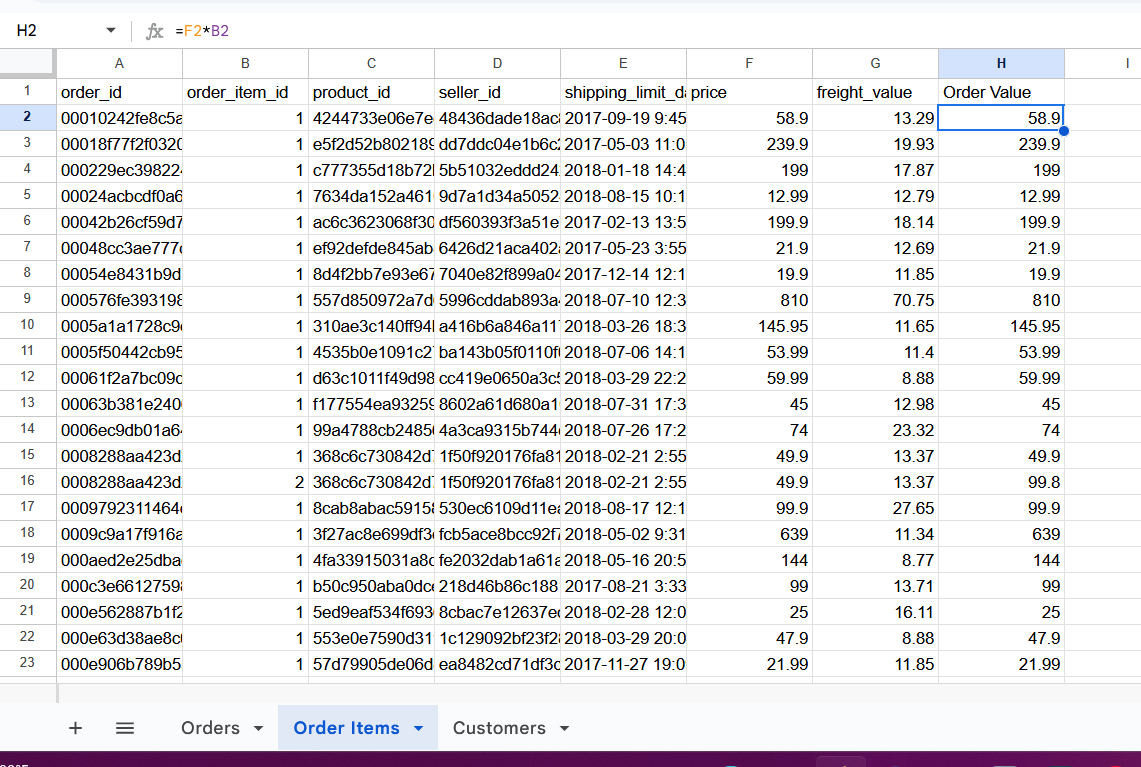 H2 fx =F2*B2
A B C D E F G H I
1 order_id order_item_id product_id seller_id shipping_limit_da price freight_value Order Value
2 00010242fe8c5a 1 4244733e06e7e 48436dade18ac 2017-09-19 9:45 58.9 13.29 58.9
3 00018f77f2f0320 1 e5f2d52b802189 dd7ddc04e1b6c 2017-05-03 11:0 239.9 19.93 239.9
4 000229ec398224 1 c777355d18b72 5b51032eddd24 2018-01-18 14:4 199 17.87 199
5 00024acbcdf0a6 1 7634da152a461 9d7a1d34a5052 2018-08-15 10:1 12.99 12.79 12.99
6 00042b26cf59d7 1 ac6c3623068f30 df560393f3a51e 2017-02-13 13:5 199.9 18.14 199.9
7 00048cc3ae777 1 ef92defde845ab 6426d21aca402 2017-05-23 3:55 21.9 12.69 21.9
8 00054e8431b9d 1 8d4f2bb7e93e67 7040e82f899a04 2017-12-14 12:1 19.9 11.85 19.9
9 000576fe393198 1 557d850972a7d 5996cddab893a 2018-07-10 12:3 810 70.75 810
10 0005a1a1728c9 1 310ae3c140ff94 a416b6a846a11 2018-03-26 18:3 145.95 11.65 145.95
11 0005f50442cb95 1 4535b0e1091c2 ba143b05f0110f 2018-07-06 14:1 53.99 11.4 53.99
12 00061f2a7bc09c 1 d63c1011f49d98 cc419e0650a3c 2018-03-29 22:2 59.99 8.88 59.99
13 00063b381e240 1 f177554ea93259 8602a61d680a1 2018-07-31 17:3 45 12.98 45
14 0006ec9db01a6 1 99a4788cb2485 4a3ca9315b744 2018-07-26 17:2 74 23.32 74
15 0008288aa423d 1 368c6c730842d 1f50f920176fa8 2018-02-21 2:55 49.9 13.37 49.9
16 0008288aa423d 2 368c6c730842d 1f50f920176fa8 2018-02-21 2:55 49.9 13.37 99.8
17 0009792311464 1 8cab8abac5915 530ec6109d11e 2018-08-17 12:1 99.9 27.65 99.9
18 0009c9a17f916a 1 3f27ac8e699df3 fcb5ace8bcc92f 2018-05-02 9:31 639 11.34 639
19 000aed2e25dba 1 4fa33915031a8c fe2032dab1a61a 2018-05-16 20:5 144 8.77 144
20 000c3e6612759 1 b50c950aba0dc 218d46b86c188 2017-08-21 3:33 99 13.71 99
21 000e562887b1f2 1 5ed9eaf534f693 8cbac7e12637e 2018-02-28 12:0 25 16.11 25
22 000e63d38ae8c 1 553e0e7590d31 1c129092bf23f2 2018-03-29 20:0 47.9 8.88 47.9
23 000e906b789b5 1 57d79905de06d ea8482cd71df3c 2017-11-27 19:0 21.99 11.85 21.99
+ Orders Order Items Customers